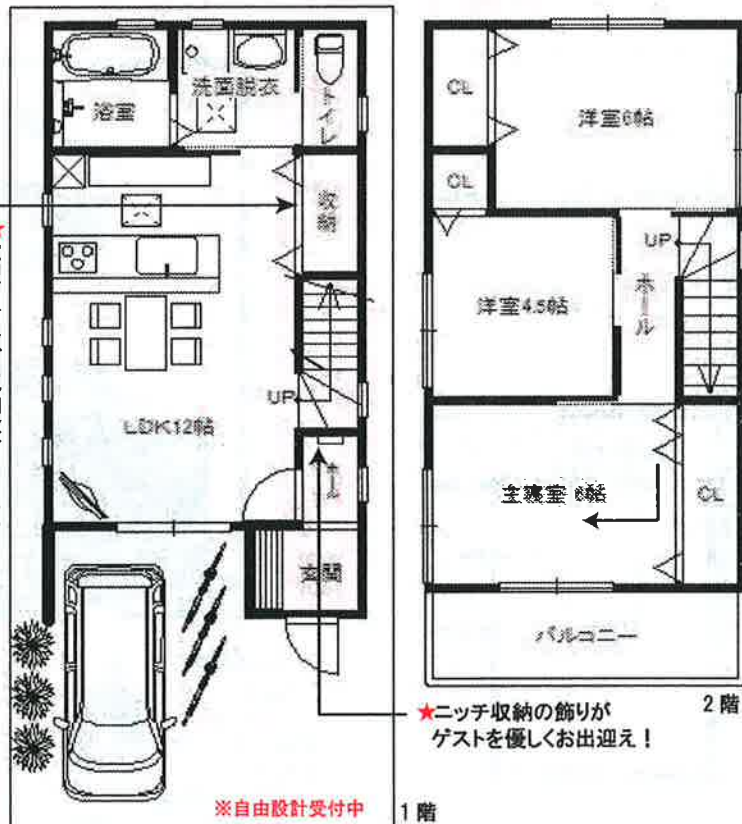 浴室
洗面脱衣
トイレ
収納
UP
LDK12帖
ホール
玄関
CL
洋室6帖
CL
UP
ホール
洋室4.5帖
主寝室 6帖
CL
バルコニー
★ニッチ収納の飾りが
ゲストを優しくお出迎え！
2階
※自由設計受付中
1階